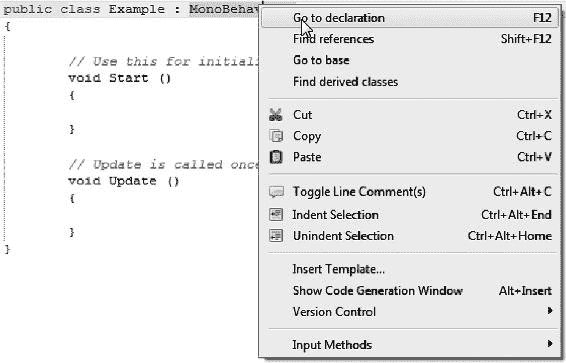 public class Example : MonoBehav
{
// Use this for initiali
void Start ()
{
}
// Update is called once
void Update ()
{
}
}
Go to declaration F12
Find references Shift+F12
Go to base
Find derived classes
Cut Ctrl+X
Copy Ctrl+C
Paste Ctrl+V
Toggle Line Comment(s) Ctrl+Alt+C
Indent Selection Ctrl+Alt+End
Unindent Selection Ctrl+Alt+Home
Insert Template...
Show Code Generation Window Alt+Insert
Version Control
Input Methods